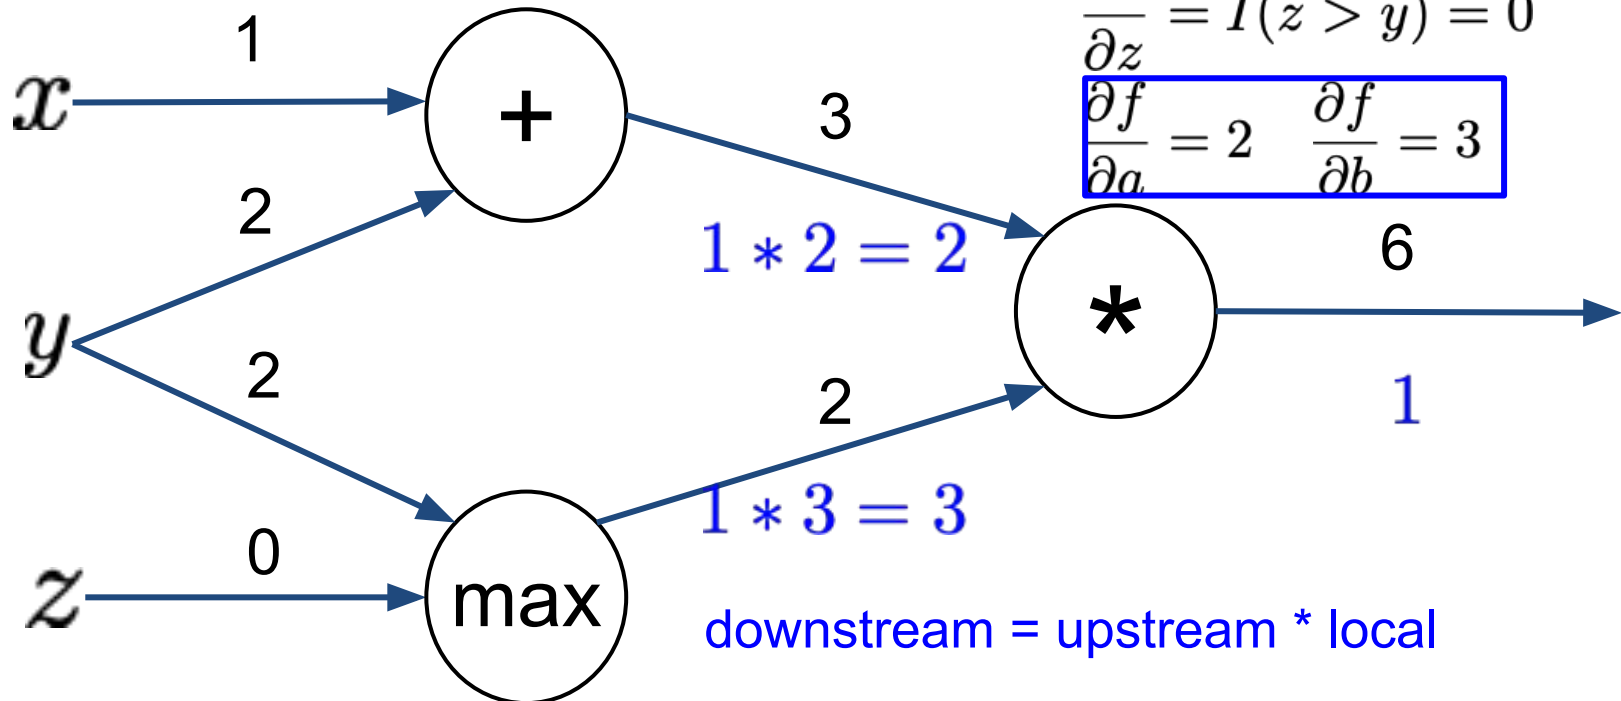 ∂z = I(z > y) = 0
∂f/∂a = 2 ∂f/∂b = 3
x 1 +
3
2
1 * 2 = 2
6
y
*
2
2
1
1 * 3 = 3
z 0 max
downstream = upstream * local